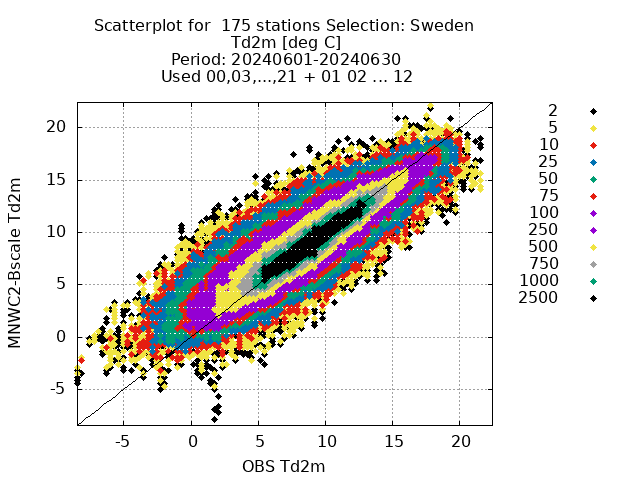 Scatterplot for  175 stations Selection: Sweden
Td2m [deg C]
Period: 20240601-20240630
Used 00,03,...,21 + 01 02 ... 12
MNWC2-Bscale Td2m
20
15
10
5
0
-5
-5 0 5 10 15 20
OBS Td2m
2
5
10
25
50
75
100
250
500
750
1000
2500